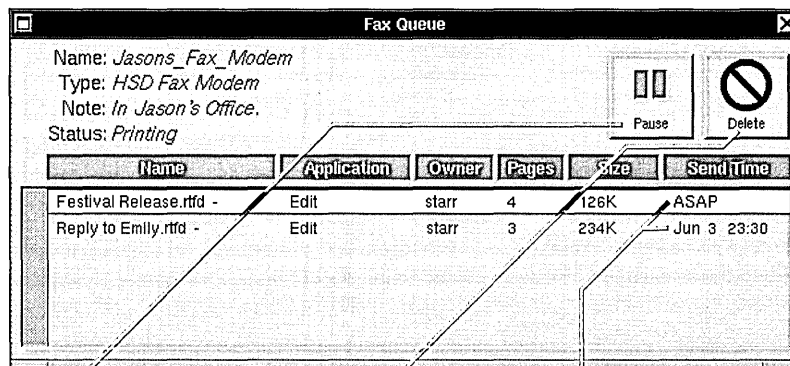 Fax Queue
Name: Jasons_Fax_Modem
Type: HSD Fax Modem
Note: In Jason's Office.
Status: Printing
Pause
Delete
Name Application Owner Pages Size Send Time
Festival Release.rtfd - Edit starr 4 126K ASAP
Reply to Emily.rtfd - Edit starr 3 234K Jun 3 23:30